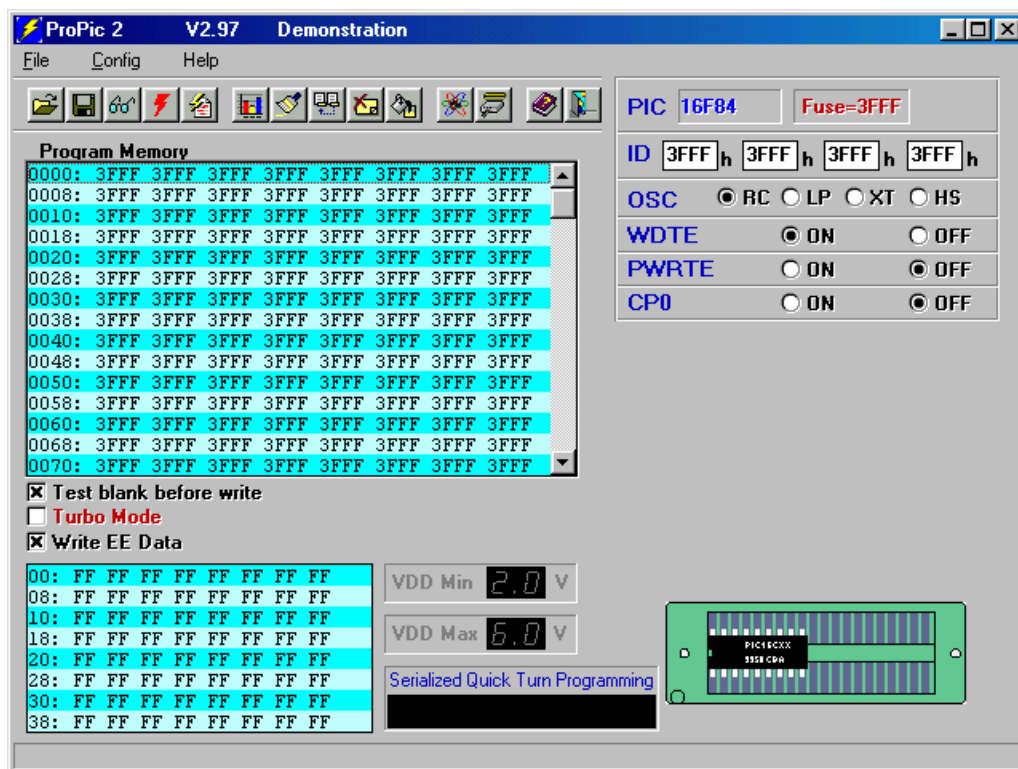 ProPic 2 V2.97 Demonstration
File Config Help
PIC 16F84 Fuse=3FFF
ID 3FFF h 3FFF h 3FFF h 3FFF h
OSC RC LP XT HS
WDTE ON OFF
PWRTE ON OFF
CP0 ON OFF
Program Memory
0000: 3FFF 3FFF 3FFF 3FFF 3FFF 3FFF 3FFF 3FFF
0008: 3FFF 3FFF 3FFF 3FFF 3FFF 3FFF 3FFF 3FFF
0010: 3FFF 3FFF 3FFF 3FFF 3FFF 3FFF 3FFF 3FFF
0018: 3FFF 3FFF 3FFF 3FFF 3FFF 3FFF 3FFF 3FFF
0020: 3FFF 3FFF 3FFF 3FFF 3FFF 3FFF 3FFF 3FFF
0028: 3FFF 3FFF 3FFF 3FFF 3FFF 3FFF 3FFF 3FFF
0030: 3FFF 3FFF 3FFF 3FFF 3FFF 3FFF 3FFF 3FFF
0038: 3FFF 3FFF 3FFF 3FFF 3FFF 3FFF 3FFF 3FFF
0040: 3FFF 3FFF 3FFF 3FFF 3FFF 3FFF 3FFF 3FFF
0048: 3FFF 3FFF 3FFF 3FFF 3FFF 3FFF 3FFF 3FFF
0050: 3FFF 3FFF 3FFF 3FFF 3FFF 3FFF 3FFF 3FFF
0058: 3FFF 3FFF 3FFF 3FFF 3FFF 3FFF 3FFF 3FFF
0060: 3FFF 3FFF 3FFF 3FFF 3FFF 3FFF 3FFF 3FFF
0068: 3FFF 3FFF 3FFF 3FFF 3FFF 3FFF 3FFF 3FFF
0070: 3FFF 3FFF 3FFF 3FFF 3FFF 3FFF 3FFF 3FFF
Test blank before write
Turbo Mode
Write EE Data
00: FF FF FF FF FF FF FF FF
08: FF FF FF FF FF FF FF FF
10: FF FF FF FF FF FF FF FF
18: FF FF FF FF FF FF FF FF
20: FF FF FF FF FF FF FF FF
28: FF FF FF FF FF FF FF FF
30: FF FF FF FF FF FF FF FF
38: FF FF FF FF FF FF FF FF
VDD Min 2.0 V
VDD Max 6.0 V
Serialized Quick Turn Programming
PIC16CXX